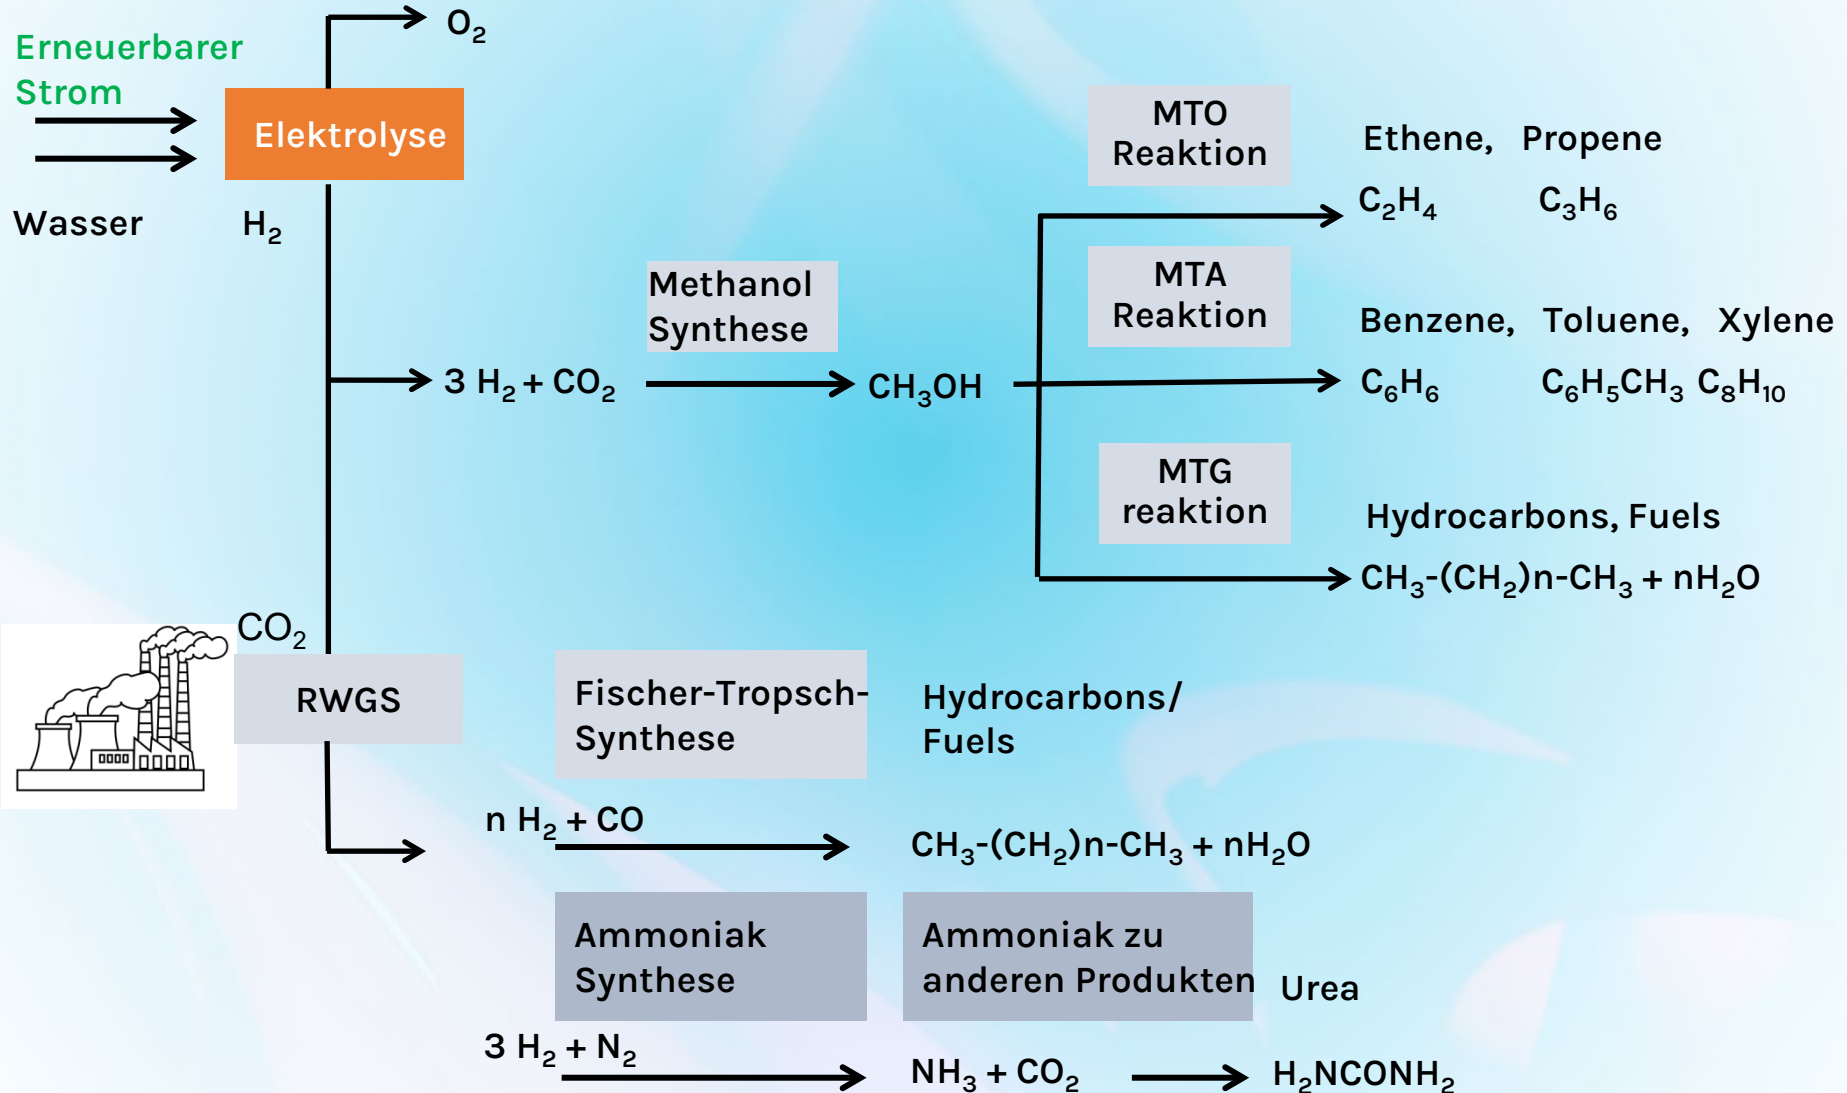 O₂
Erneuerbarer
Strom
Elektrolyse
Wasser
H₂
MTO
Reaktion
Ethene, Propene
C₂H₄ C₃H₆
Methanol
Synthese
MTA
Reaktion
Benzene, Toluene, Xylene
3 H₂ + CO₂
CH₃OH
C₆H₆ C₆H₅CH₃ C₈H₁₀
MTG
reaktion
Hydrocarbons, Fuels
CH₃-(CH₂)n-CH₃ + nH₂O
CO₂
RWGS
Fischer-Tropsch-
Synthese
Hydrocarbons/
Fuels
n H₂ + CO
CH₃-(CH₂)n-CH₃ + nH₂O
Ammoniak
Synthese
Ammoniak zu
anderen Produkten
Urea
3 H₂ + N₂
NH₃ + CO₂
H₂NCONH₂